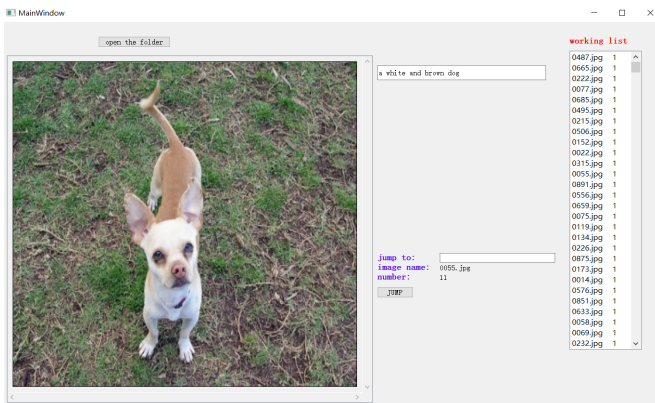 MainWindow
open the folder
working list
a white and brown dog
0487.jpg 1
0665.jpg 1
0222.jpg 1
0077.jpg 1
0685.jpg 1
0495.jpg 1
0215.jpg 1
0506.jpg 1
0152.jpg 1
0022.jpg 1
0315.jpg 1
0055.jpg 1
0891.jpg 1
0556.jpg 1
0659.jpg 1
0075.jpg 1
0119.jpg 1
0134.jpg 1
0226.jpg 1
0875.jpg 1
0173.jpg 1
0014.jpg 1
0576.jpg 1
0851.jpg 1
0633.jpg 1
0058.jpg 1
0069.jpg 1
0232.jpg 1
jump to:
image name: 0055.jpg
number: 11
JUMP